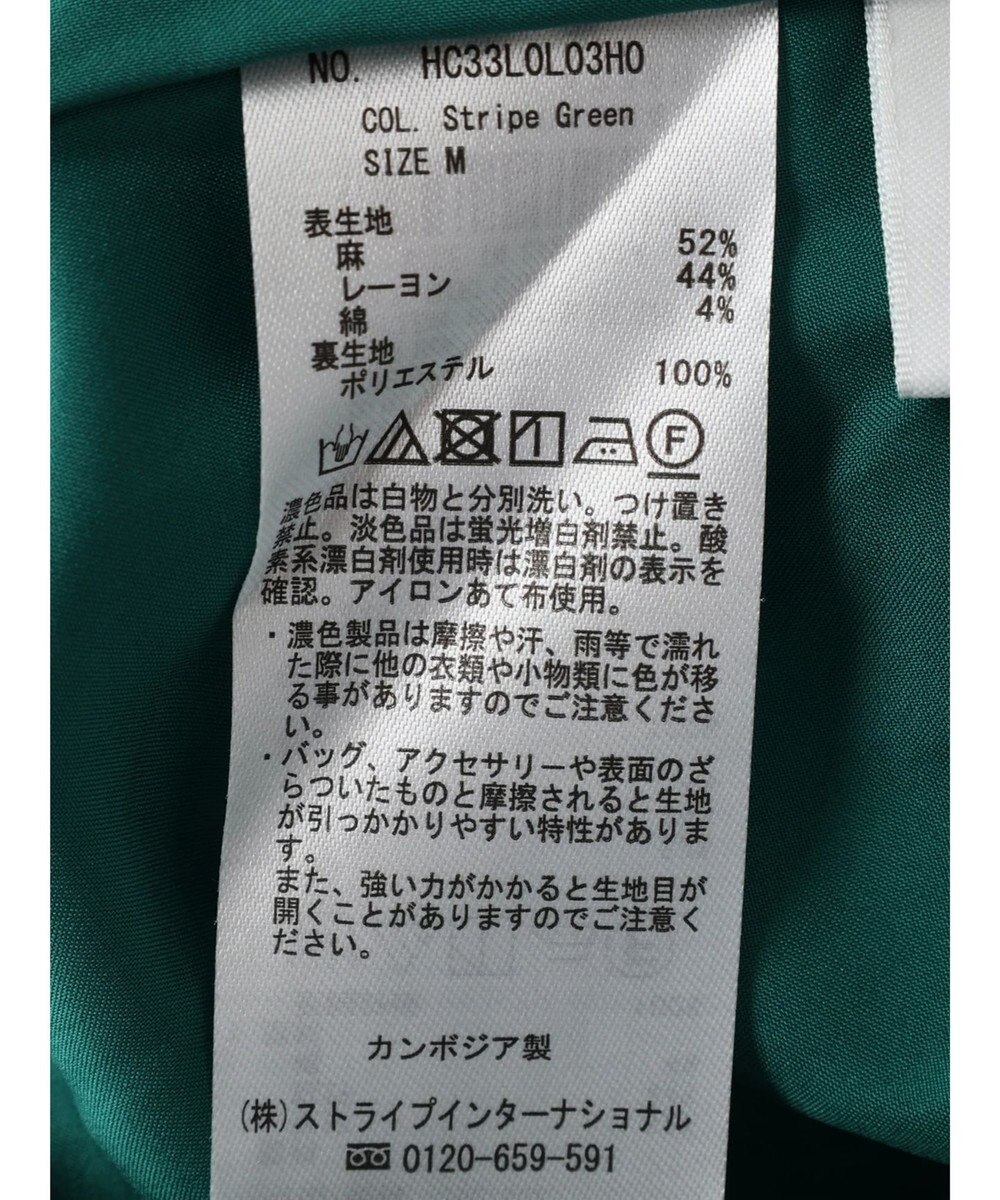 NO. HC33L0L03H0
COL. Stripe Green
SIZE M
表生地
麻 52%
レーヨン 44%
綿 4%
裏生地
ポリエステル 100%
F
濃色品は白物と分別洗い。つけ置き
禁止。淡色品は蛍光増白剤禁止。酸
素系漂白剤使用時は漂白剤の表示を
確認。アイロンあて布使用。
・濃色製品は摩擦や汗、雨等で濡れ
た際に他の衣類や小物類に色が移
る事がありますのでご注意くださ
い。
・バッグ、アクセサリーや表面のざ
らついたものと摩擦されると生地
が引っかかりやすい特性がありま
す。
また、強い力がかかると生地目が
開くことがありますのでご注意く
ださい。
カンボジア製
(株)ストライプインターナショナル
0120-659-591